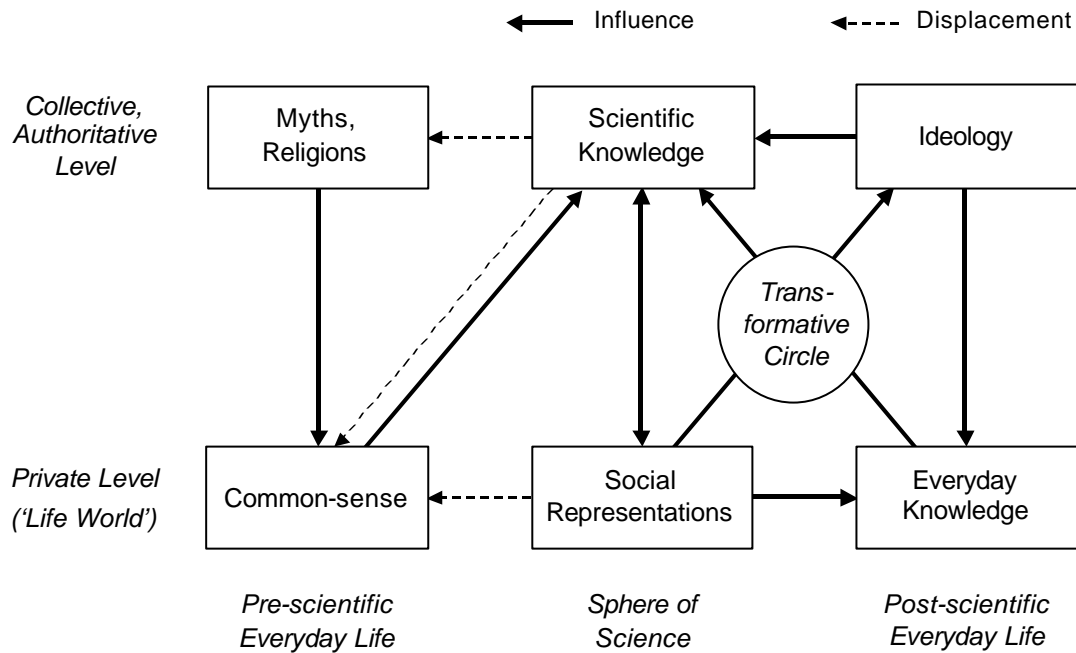 Influence
Displacement
Collective,
Authoritative
Level
Myths,
Religions
Scientific
Knowledge
Ideology
Trans-
formative
Circle
Private Level
(‘Life World’)
Common-sense
Social
Representations
Everyday
Knowledge
Pre-scientific
Everyday Life
Sphere of
Science
Post-scientific
Everyday Life